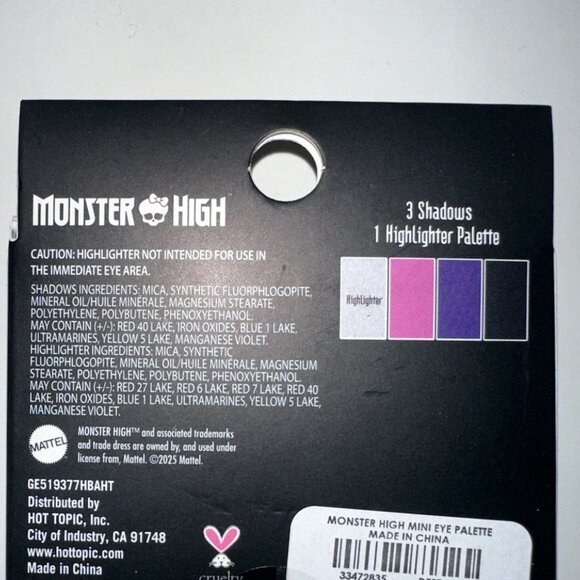 MONSTER HIGH
3 Shadows
1 Highlighter Palette
Highlighter
CAUTION: HIGHLIGHTER NOT INTENDED FOR USE IN
THE IMMEDIATE EYE AREA.
SHADOWS INGREDIENTS: MICA, SYNTHETIC FLUORPHLOGOPITE,
MINERAL OIL/HUILE MINERALE, MAGNESIUM STEARATE,
POLYETHYLENE, POLYBUTENE, PHENOXYETHANOL.
MAY CONTAIN (+/-): RED 40 LAKE, IRON OXIDES, BLUE 1 LAKE,
ULTRAMARINES, YELLOW 5 LAKE, MANGANESE VIOLET.
HIGHLIGHTER INGREDIENTS: MICA, SYNTHETIC
FLUORPHLOGOPITE, MINERAL OIL/HUILE MINERALE, MAGNESIUM
STEARATE, POLYETHYLENE, POLYBUTENE, PHENOXYETHANOL.
MAY CONTAIN (+/-): RED 27 LAKE, RED 6 LAKE, RED 7 LAKE, RED 40
LAKE, IRON OXIDES, BLUE 1 LAKE, ULTRAMARINES, YELLOW 5 LAKE,
MANGANESE VIOLET.
MATTEL
MONSTER HIGH™ and associated trademarks
and trade dress are owned by, and used under
license from, Mattel. ©2025 Mattel.
GE519377HBAHT
Distributed by
HOT TOPIC, Inc.
City of Industry, CA 91748
www.hottopic.com
Made in China
cruelty
MONSTER HIGH MINI EYE PALETTE
MADE IN CHINA
33472835